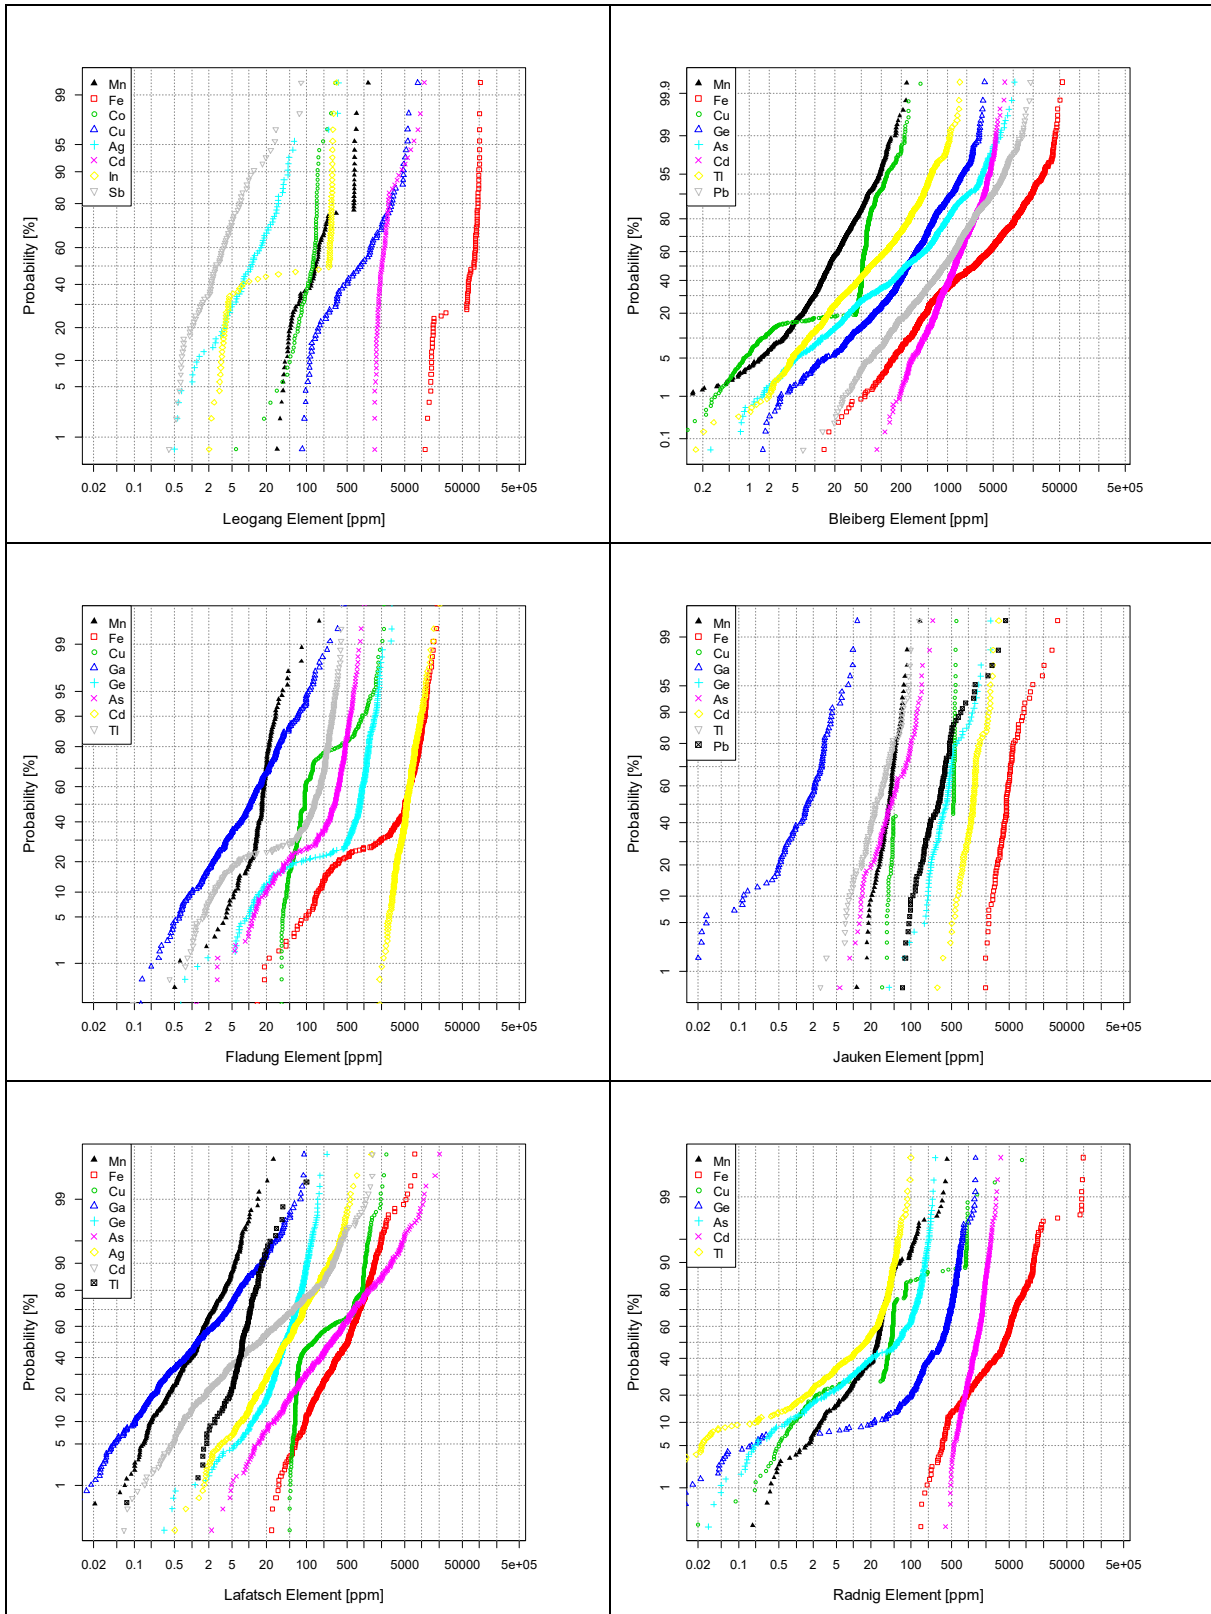 Mn
Fe
Co
Cu
Ag
Cd
In
Sb
Probability [%]
99
95
90
80
60
40
20
10
5
1
0.02 0.1 0.5 2 5 20 100 500 5000 50000 5e+05
Leogang Element [ppm]
Mn
Fe
Cu
Ge
As
Cd
Tl
Pb
Probability [%]
99.9
99
95
80
60
40
20
5
1
0.1
0.2 1 2 5 20 50 200 1000 5000 50000 5e+05
Bleiberg Element [ppm]
Mn
Fe
Cu
Ga
Ge
As
Cd
Tl
Probability [%]
99
95
90
80
60
40
20
10
5
1
0.02 0.1 0.5 2 5 20 100 500 5000 50000 5e+05
Fladung Element [ppm]
Mn
Fe
Cu
Ga
Ge
As
Cd
Tl
Pb
Probability [%]
99
95
90
80
60
40
20
10
5
1
0.02 0.1 0.5 2 5 20 100 500 5000 50000 5e+05
Jauken Element [ppm]
Mn
Fe
Cu
Ga
Ge
As
Ag
Cd
Tl
Probability [%]
99
90
80
60
40
20
10
5
1
0.02 0.1 0.5 2 5 20 100 500 5000 50000 5e+05
Lafatsch Element [ppm]
Mn
Fe
Cu
Ge
As
Cd
Tl
Probability [%]
99
90
80
60
40
20
10
5
1
0.02 0.1 0.5 2 5 20 100 500 5000 50000 5e+05
Radnig Element [ppm]